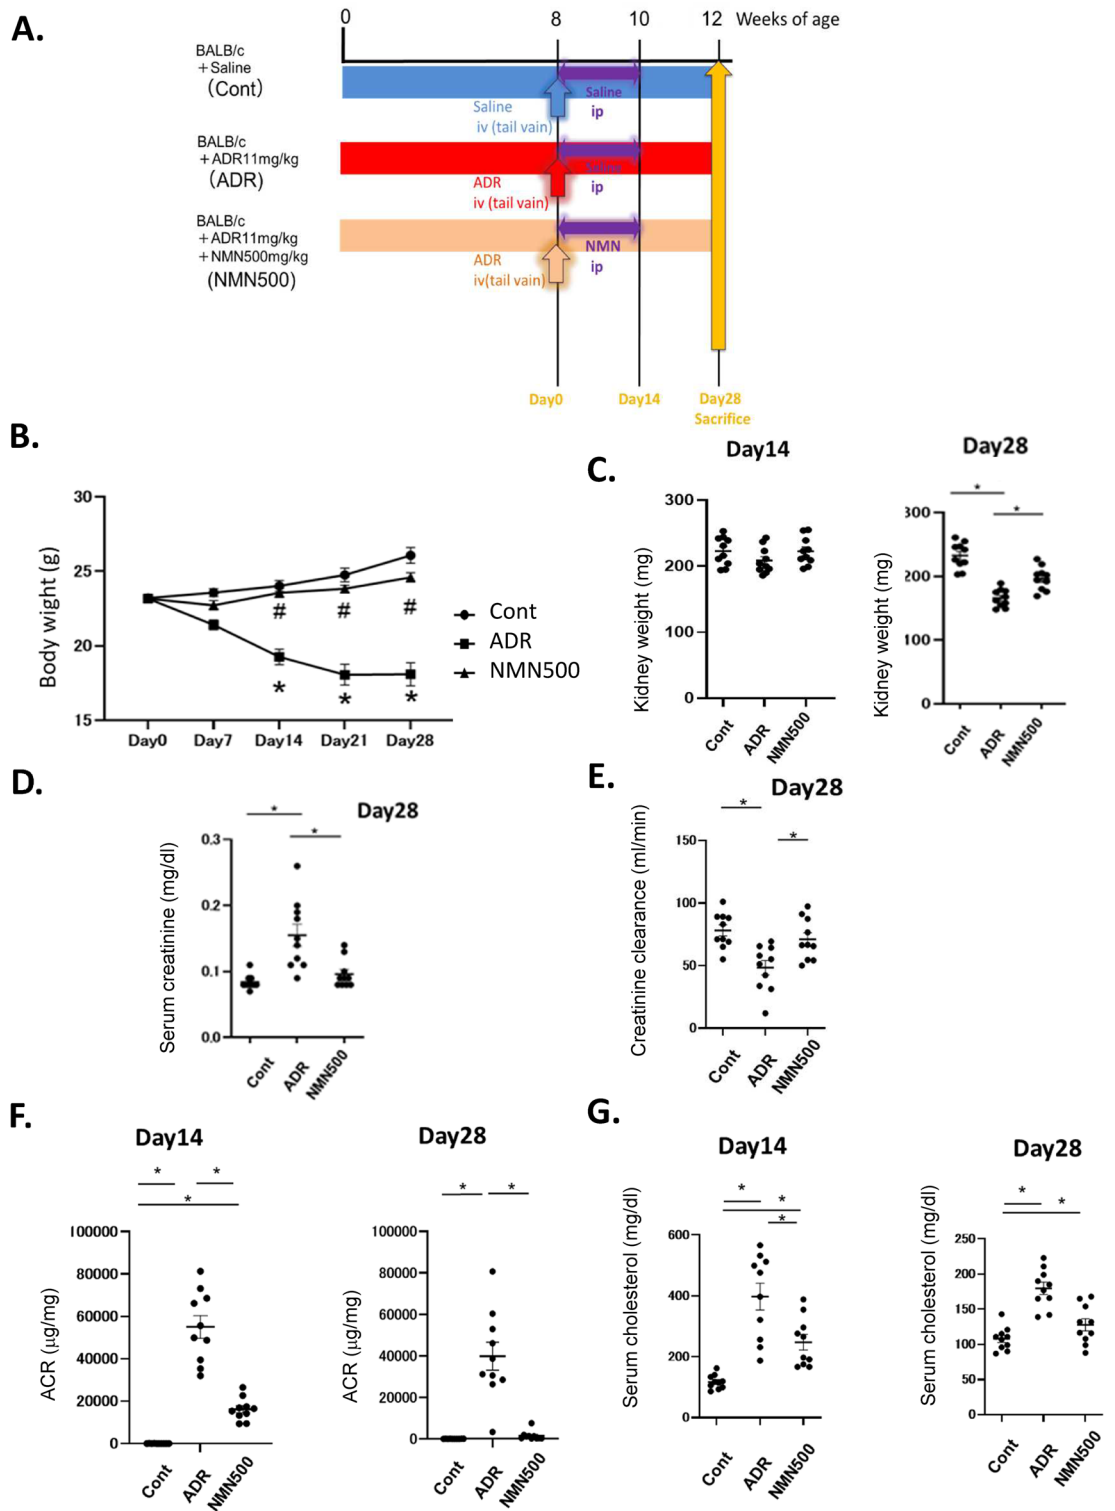 A.
0
8
10
12
Weeks of age
BALB/c
+Saline
(Cont)
Saline
iv (tail vain)
Saline
ip
BALB/c
+ADR11mg/kg
(ADR)
ADR
iv (tail vain)
Saline
ip
BALB/c
+ADR11mg/kg
+NMN500mg/kg
(NMN500)
ADR
iv(tail vain)
NMN
ip
Day0
Day14
Day28
Sacrifice
B.
Body wight (g)
30
25
20
15
#
#
#
*
*
*
Day0
Day7
Day14
Day21
Day28
Cont
ADR
NMN500
C.
Day14
Kidney weight (mg)
300
200
100
0
Cont
ADR
NMN500
Day28
*
*
Kidney weight (mg)
300
200
100
0
Cont
ADR
NMN500
D.
Day28
*
*
Serum creatinine (mg/dl)
0.3
0.2
0.1
0.0
Cont
ADR
NMN500
E.
Day28
*
*
Creatinine clearance (ml/min)
150
100
50
0
Cont
ADR
NMN500
F.
Day14
*
*
*
ACR (μg/mg)
100000
80000
60000
40000
20000
0
Cont
ADR
NMN500
Day28
*
*
ACR (μg/mg)
100000
80000
60000
40000
20000
0
Cont
ADR
NMN500
G.
Day14
*
*
*
Serum cholesterol (mg/dl)
600
400
200
0
Cont
ADR
NMN500
Day28
*
*
Serum cholesterol (mg/dl)
250
200
150
100
50
0
Cont
ADR
NMN500